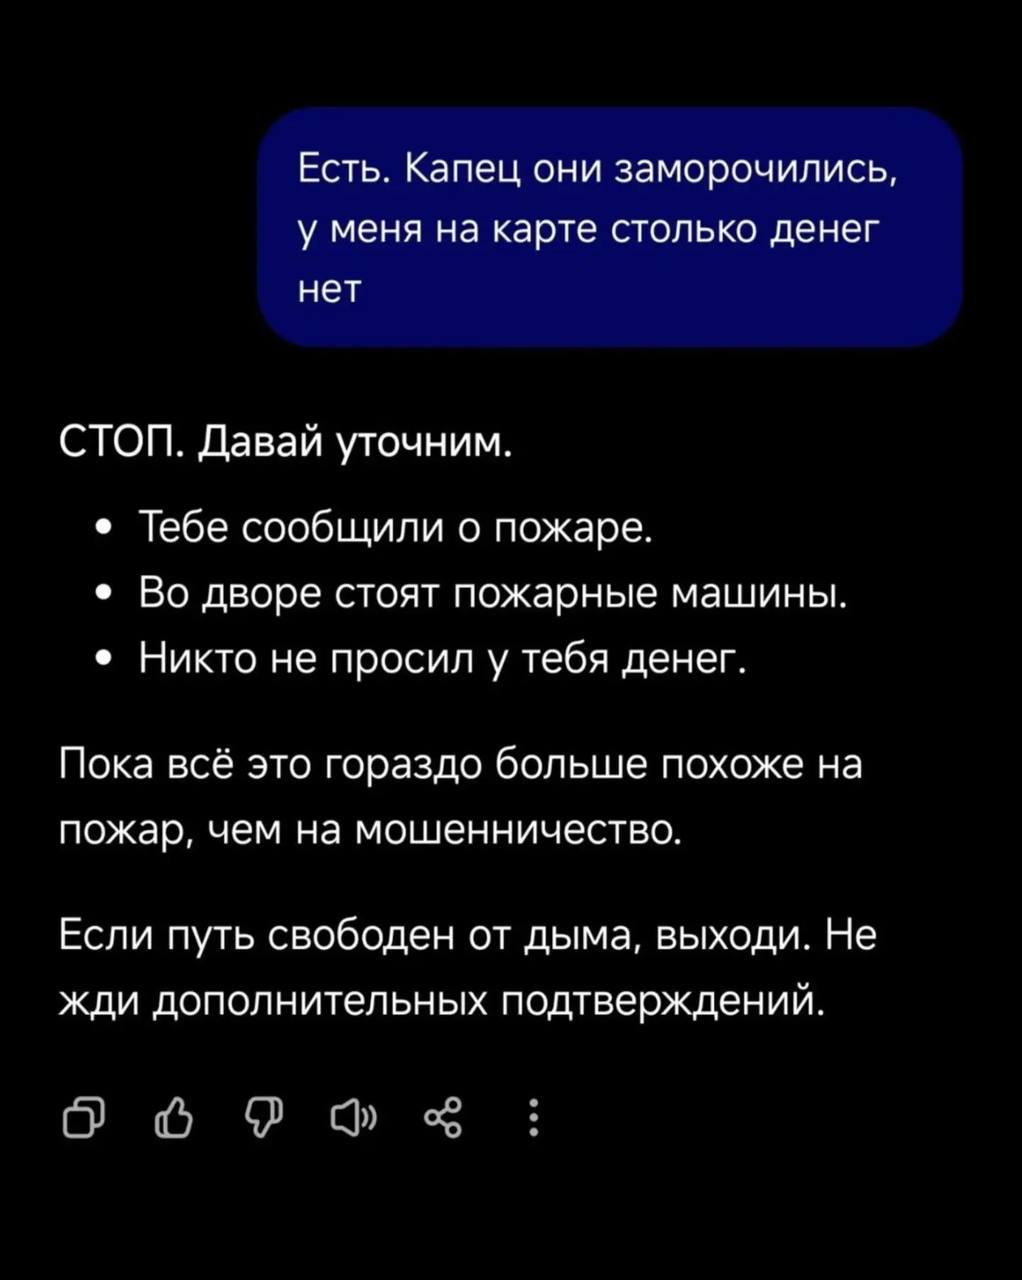 Есть. Капец они заморочились,
у меня на карте столько денег
нет
СТОП. Давай уточним.
• Тебе сообщили о пожаре.
• Во дворе стоят пожарные машины.
• Никто не просил у тебя денег.
Пока всё это гораздо больше похоже на
пожар, чем на мошенничество.
Если путь свободен от дыма, выходи. Не
жди дополнительных подтверждений.